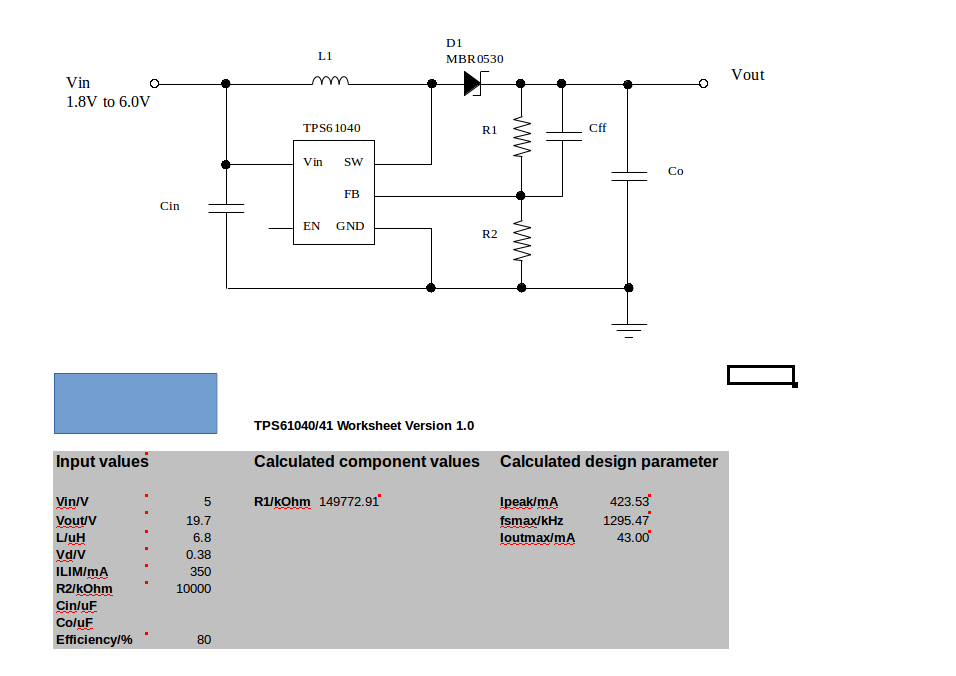 D1
MBR0530
L1
Vin
1.8V to 6.0V
Vout
TPS61040
R1
Cff
Vin SW
FB
EN GND
Cin
Co
R2
TPS61040/41 Worksheet Version 1.0
Input values Calculated component values Calculated design parameter
Vin/V 5 R1/kOhm 149772.91 Ipeak/mA 423.53
Vout/V 19.7 fsmax/kHz 1295.47
L/uH 6.8 Ioutmax/mA 43.00
Vd/V 0.38
ILIM/mA 350
R2/kOhm 10000
Cin/uF
Co/uF
Efficiency/% 80